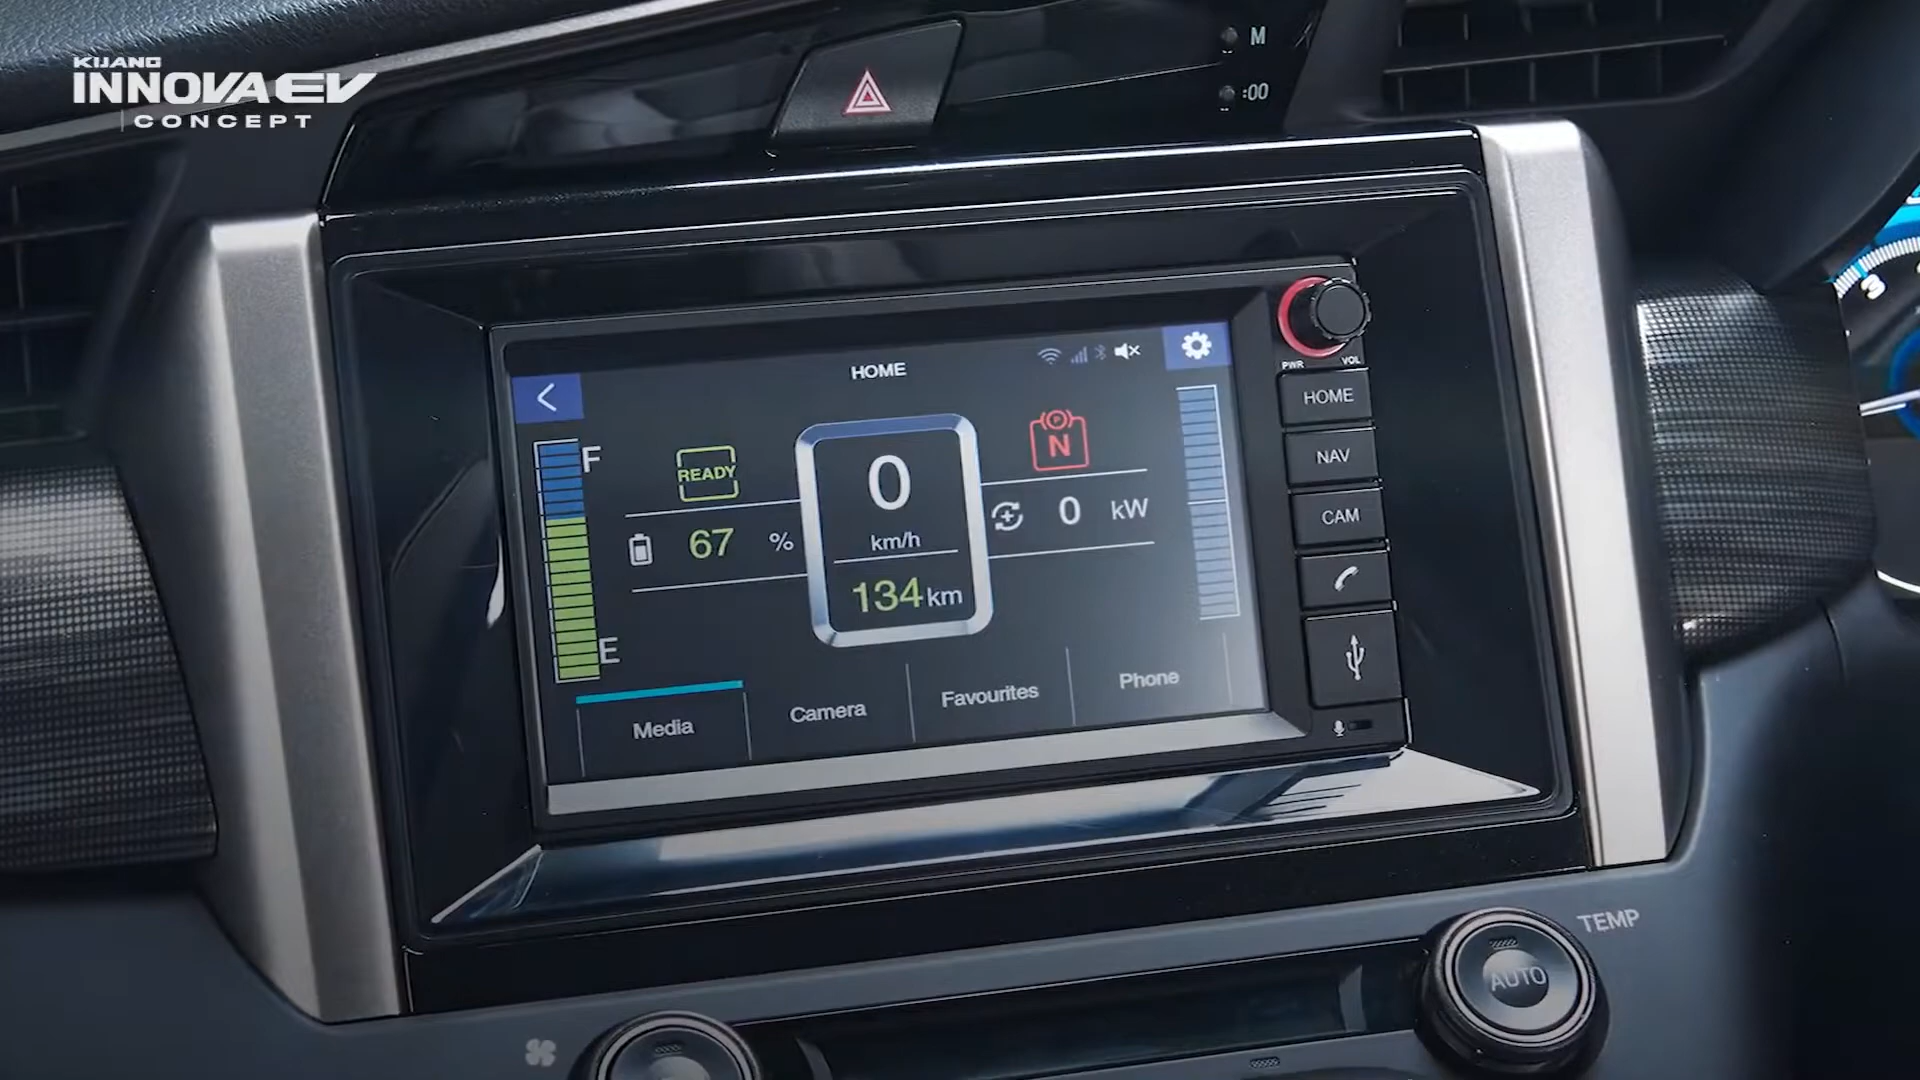 KIJANG
INNOVA EV
CONCEPT
M
:00
3
PWR VOL
HOME
HOME
NAV
CAM
F
READY
67 %
E
0
km/h
134 km
N
0 kW
Media
Camera
Favourites
Phone
TEMP
AUTO